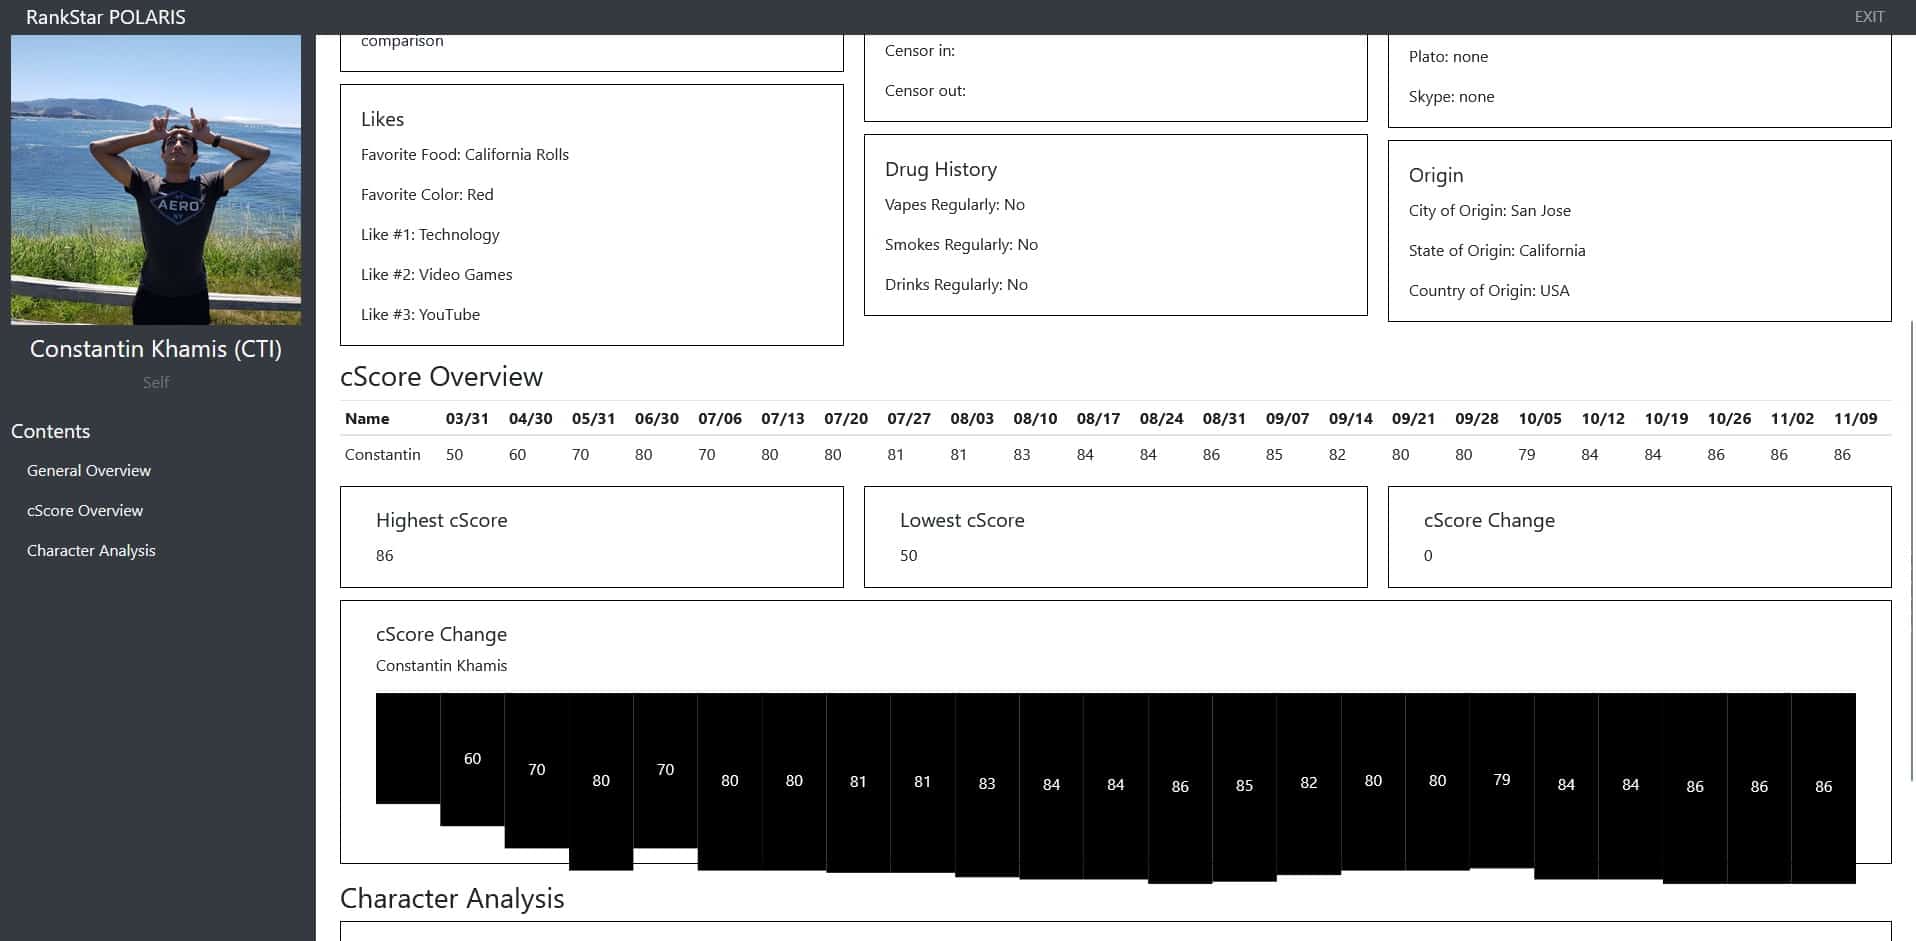 RankStar POLARIS
EXIT
AERO
NY
Constantin Khamis (CTI)
Self
Contents
General Overview
cScore Overview
Character Analysis
comparison
Likes
Favorite Food: California Rolls
Favorite Color: Red
Like #1: Technology
Like #2: Video Games
Like #3: YouTube
Censor in:
Censor out:
Drug History
Vapes Regularly: No
Smokes Regularly: No
Drinks Regularly: No
Plato: none
Skype: none
Origin
City of Origin: San Jose
State of Origin: California
Country of Origin: USA
cScore Overview
Name 03/31 04/30 05/31 06/30 07/06 07/13 07/20 07/27 08/03 08/10 08/17 08/24 08/31 09/07 09/14 09/21 09/28 10/05 10/12 10/19 10/26 11/02 11/09
Constantin 50 60 70 80 70 80 80 81 81 83 84 84 86 85 82 80 80 79 84 84 86 86 86
Highest cScore
86
Lowest cScore
50
cScore Change
0
cScore Change
Constantin Khamis
60 70 80 70 80 80 81 81 83 84 84 86 85 82 80 80 79 84 84 86 86 86
Character Analysis